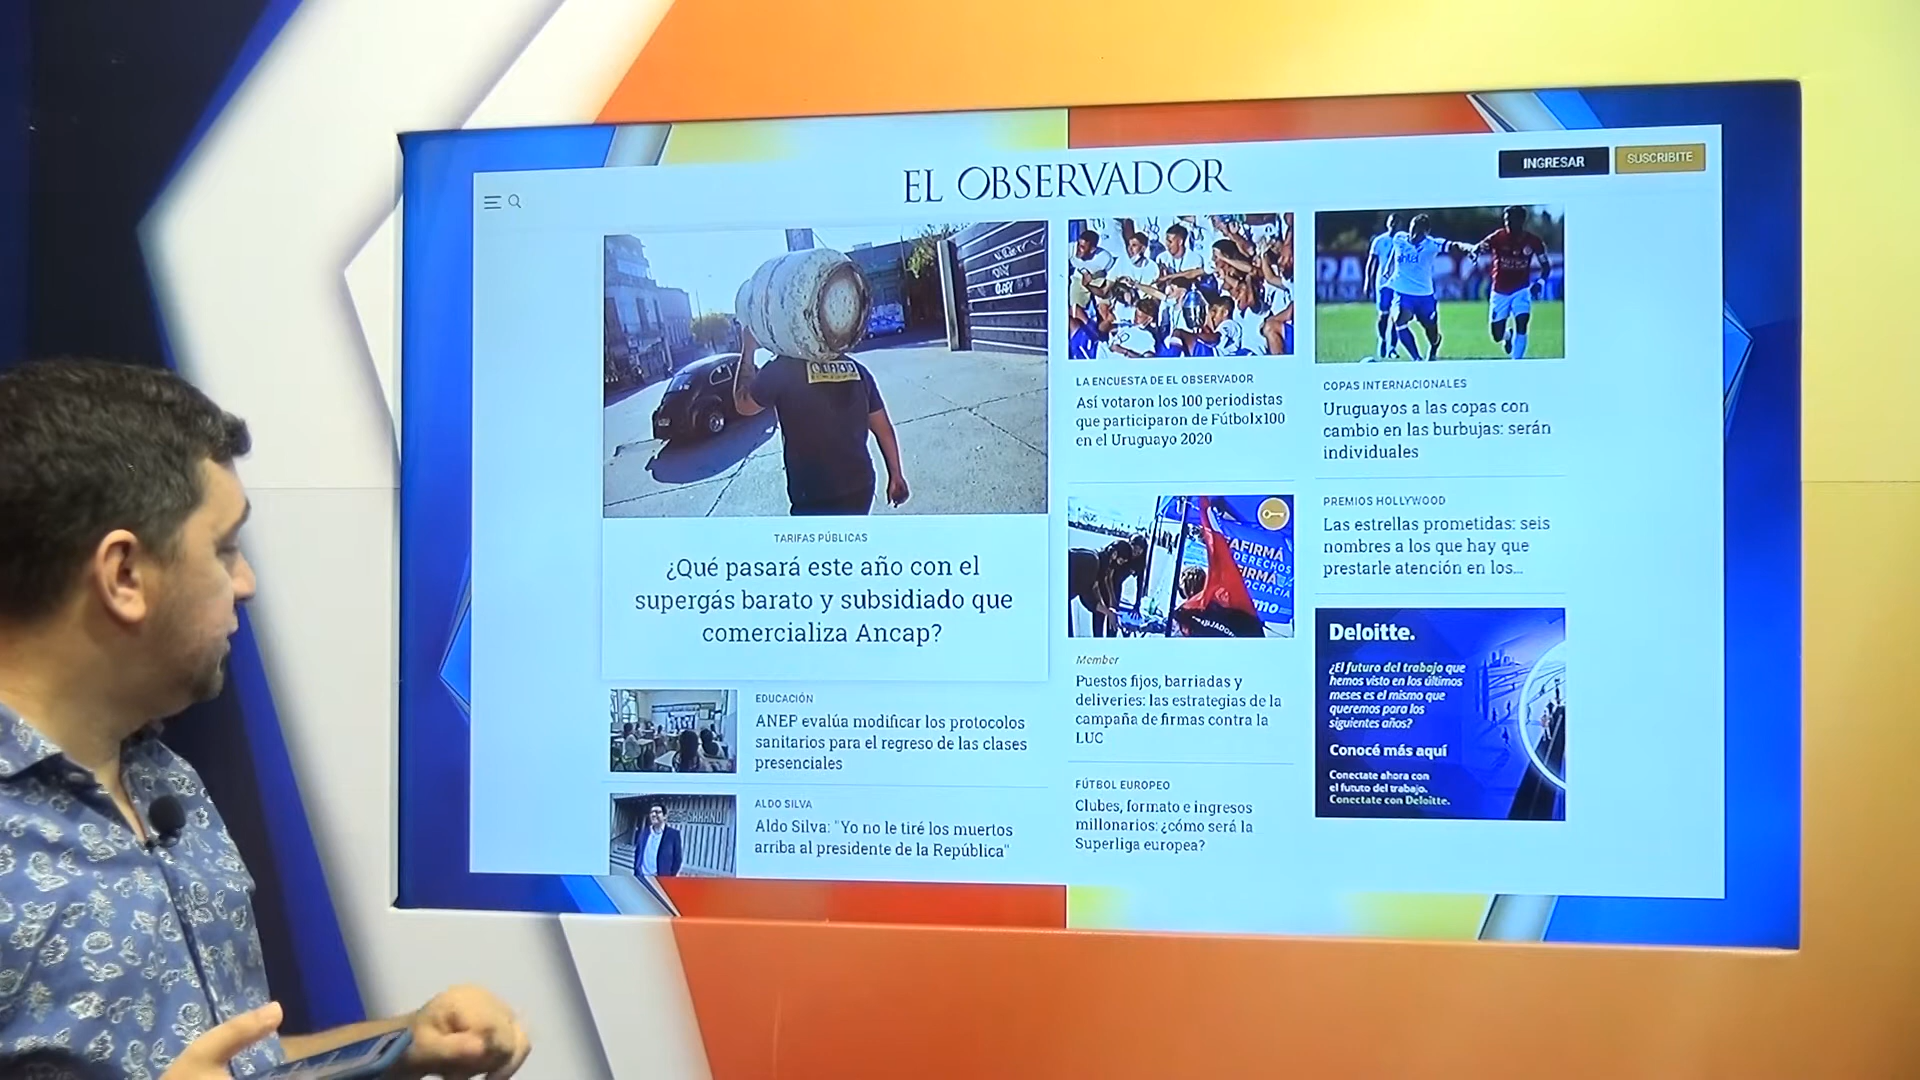 EL OBSERVADOR
INGRESAR
SUSCRIBITE
TARIFAS PÚBLICAS
¿Qué pasará este año con el
supergás barato y subsidiado que
comercializa Ancap?
EDUCACIÓN
ANEP evalúa modificar los protocolos
sanitarios para el regreso de las clases
presenciales
SARANDÍ
ALDO SILVA
Aldo Silva: "Yo no le tiré los muertos
arriba al presidente de la República"
LA ENCUESTA DE EL OBSERVADOR
Así votaron los 100 periodistas
que participaron de Fútbolx100
en el Uruguayo 2020
AFIRMÁ
DERECHOS
FIRMÁ
OCRACIA
Member
Puestos fijos, barriadas y
deliveries: las estrategias de la
campaña de firmas contra la
LUC
FÚTBOL EUROPEO
Clubes, formato e ingresos
millonarios: ¿cómo será la
Superliga europea?
antel
COPAS INTERNACIONALES
Uruguayos a las copas con
cambio en las burbujas: serán
individuales
PREMIOS HOLLYWOOD
Las estrellas prometidas: seis
nombres a los que hay que
prestarle atención en los...
Deloitte.
¿El futuro del trabajo que
hemos visto en los últimos
meses es el mismo que
queremos para los
siguientes años?
Conocé más aquí
Conectate ahora con
el futuro del trabajo.
Conectate con Deloitte.